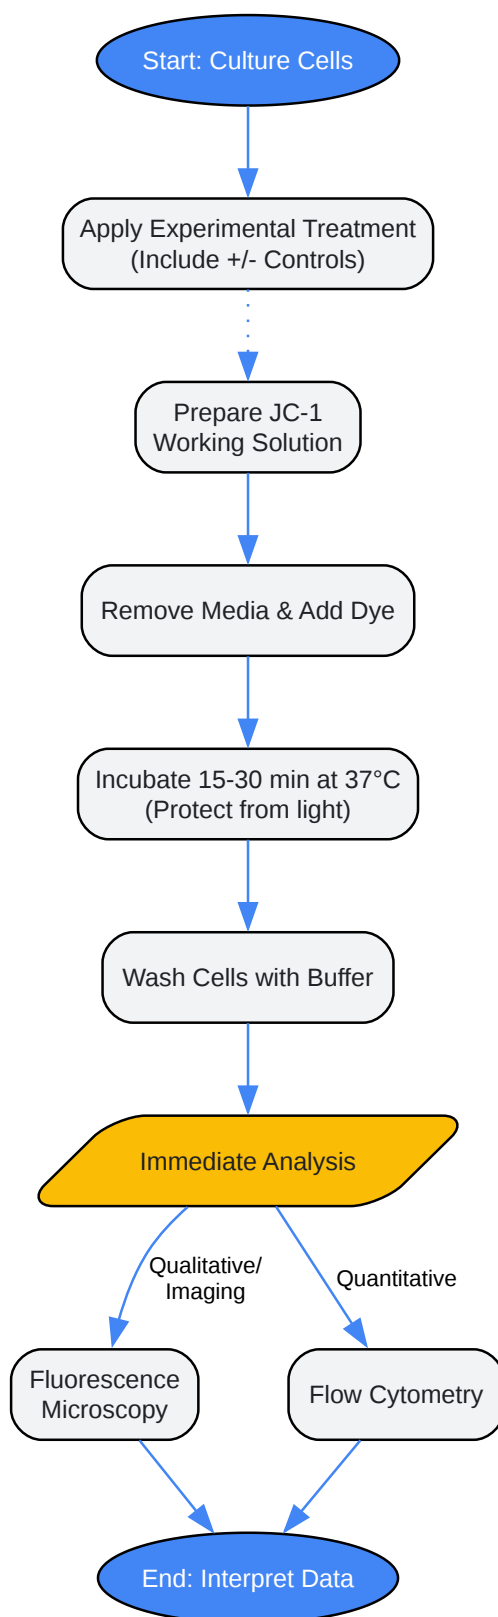 Start: Culture Cells
Apply Experimental Treatment
(Include +/- Controls)
Prepare JC-1
Working Solution
Remove Media & Add Dye
Incubate 15-30 min at 37°C
(Protect from light)
Wash Cells with Buffer
Immediate Analysis
Qualitative/
Imaging
Quantitative
Fluorescence
Microscopy
Flow Cytometry
End: Interpret Data